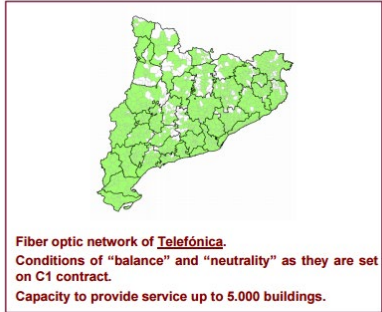 Fiber optic network of Telefónica.
Conditions of “balance” and “neutrality” as they are set
on C1 contract.
Capacity to provide service up to 5.000 buildings.